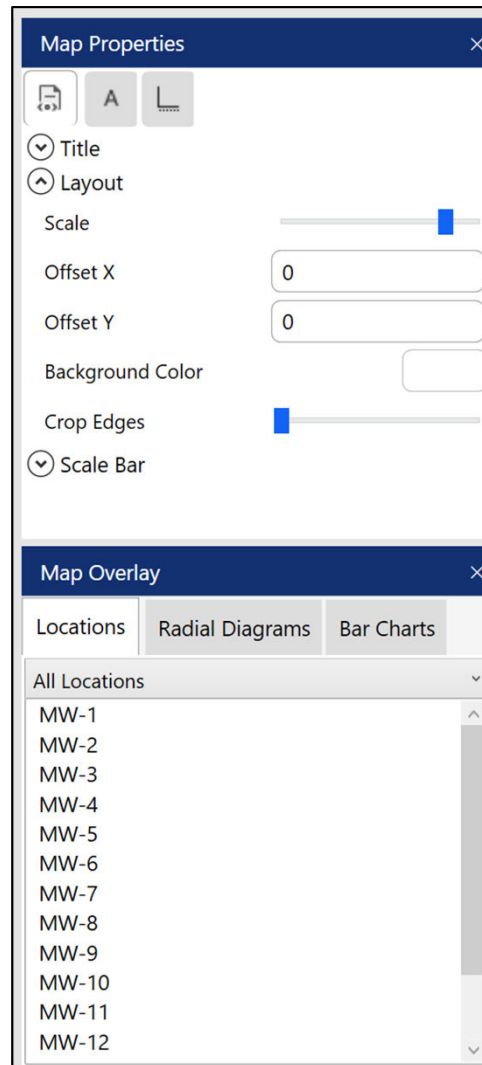 Map Properties
A
Title
Layout
Scale
Offset X 0
Offset Y 0
Background Color
Crop Edges
Scale Bar
Map Overlay
Locations Radial Diagrams Bar Charts
All Locations
MW-1
MW-2
MW-3
MW-4
MW-5
MW-6
MW-7
MW-8
MW-9
MW-10
MW-11
MW-12